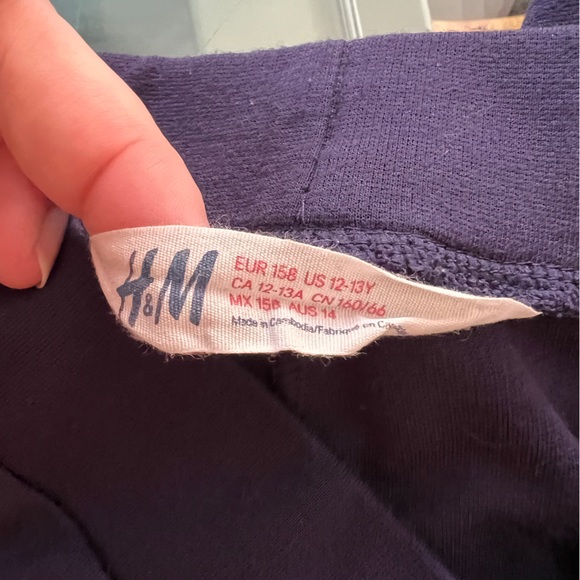 H&M
EUR 158 US 12-13Y
CA 12-13A CN 160/66
MX 158 AUS 14
Made in Cambodia/Fabriqué en